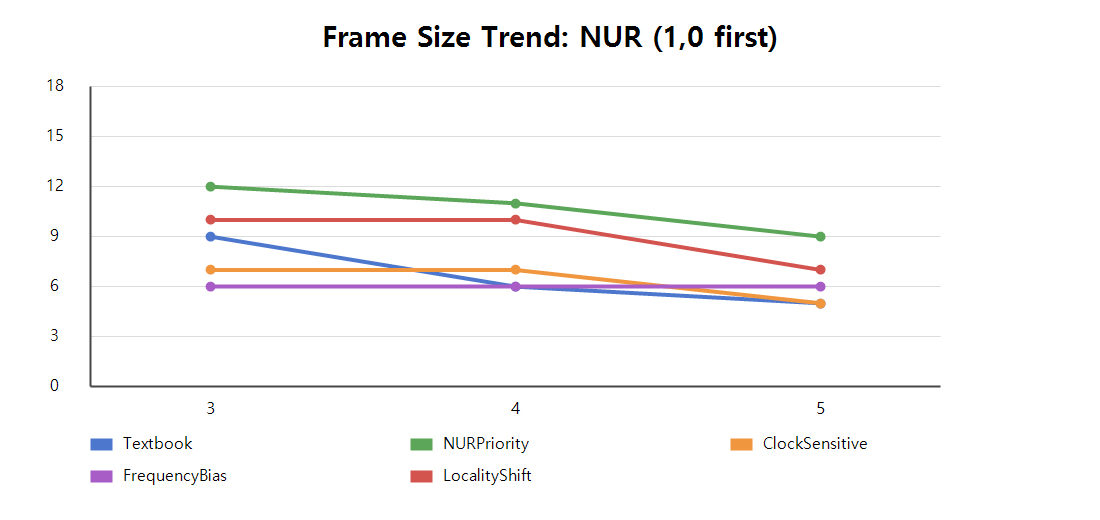 Frame Size Trend: NUR (1,0 first)
18
15
12
9
6
3
0
3 4 5
Textbook NURPriority ClockSensitive
FrequencyBias LocalityShift